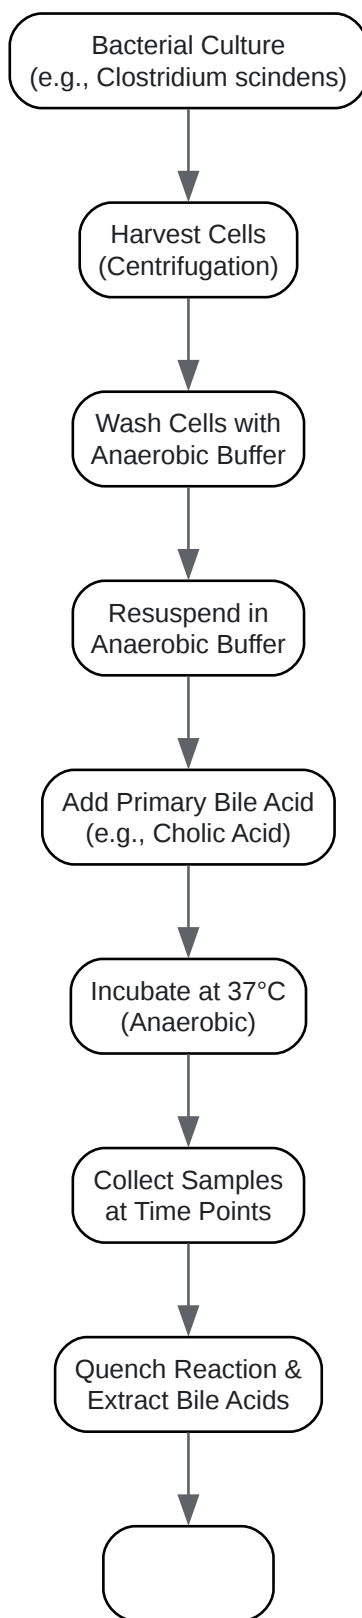 Bacterial Culture
(e.g., Clostridium scindens)
Harvest Cells
(Centrifugation)
Wash Cells with
Anaerobic Buffer
Resuspend in
Anaerobic Buffer
Add Primary Bile Acid
(e.g., Cholic Acid)
Incubate at 37°C
(Anaerobic)
Collect Samples
at Time Points
Quench Reaction &
Extract Bile Acids